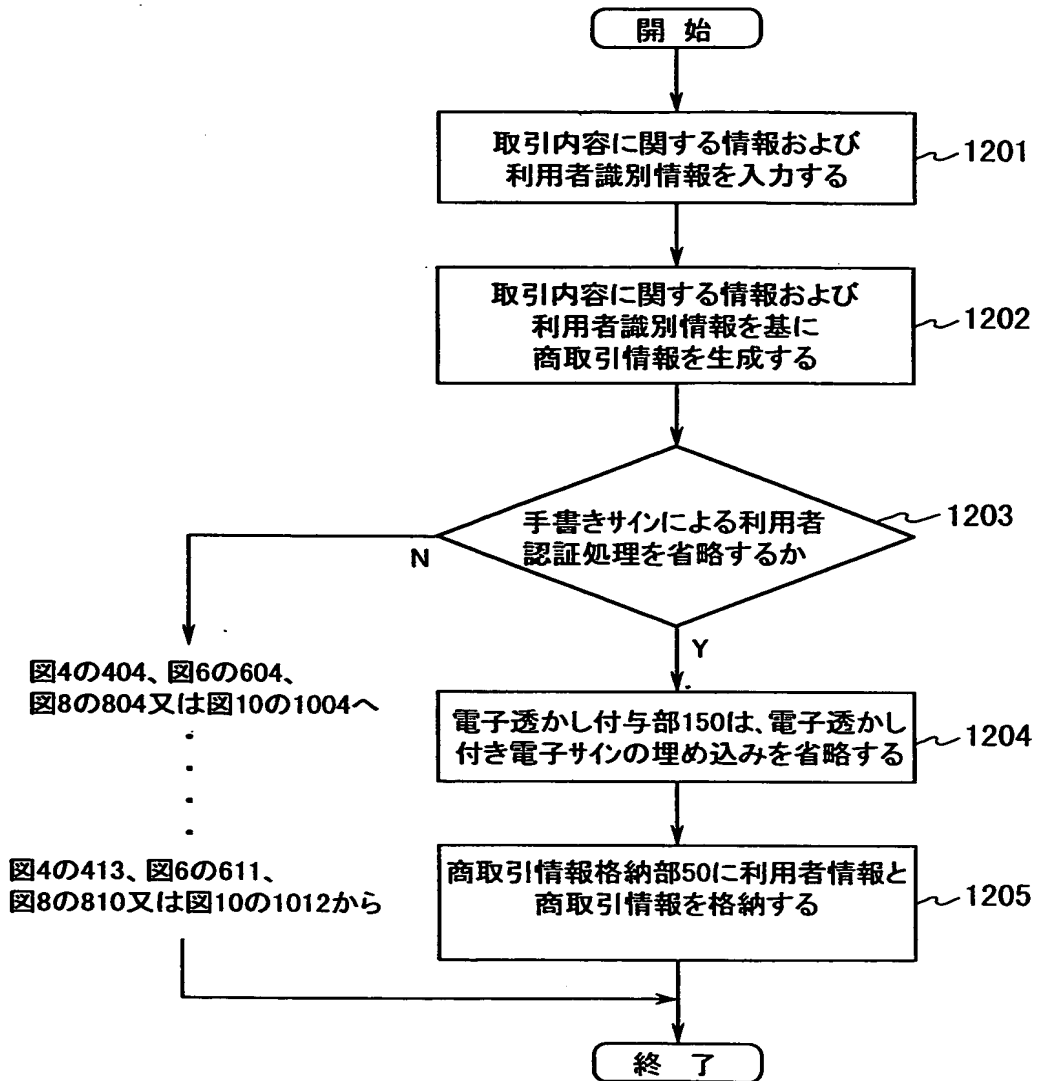 開 始
取引内容に関する情報および
利用者識別情報を入力する
1201
取引内容に関する情報および
利用者識別情報を基に
商取引情報を生成する
1202
手書きサインによる利用者
認証処理を省略するか
1203
N
Y
図4の404、図6の604、
図8の804又は図10の1004へ
図4の413、図6の611、
図8の810又は図10の1012から
電子透かし付与部150は、電子透かし
付き電子サインの埋め込みを省略する
1204
商取引情報格納部50に利用者情報と
商取引情報を格納する
1205
終 了